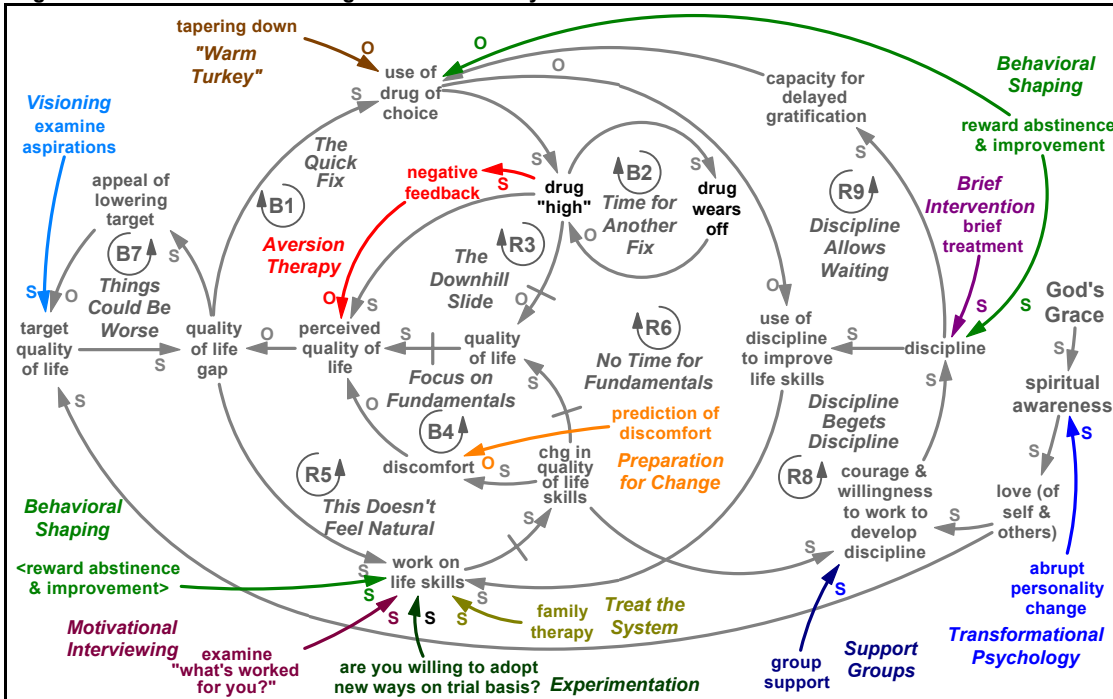 tapering down
"Warm
Turkey"
O
use of
drug of
choice
S
O
O
O
capacity for
delayed
gratification
S
Behavioral
Shaping
reward abstinence
& improvement
Visioning
examine
aspirations
The
Quick
Fix
B1
appeal of
lowering
target
B7
Things
Could Be
Worse
S
O
S
negative
feedback
S
Aversion
Therapy
O
S
drug
"high"
S
O
B2
Time for
Another
Fix
S
drug
wears
off
O
R3
The
Downhill
Slide
O
R9
Discipline
Allows
Waiting
Brief
Intervention
brief
treatment
S
S
God's
Grace
S
spiritual
awareness
S
S
target
quality
of life
S
quality
of life
gap
O
perceived
quality of
life
S
quality
of life
R6
No Time for
Fundamentals
O
use of
discipline
to improve
life skills
S
discipline
S
Focus on
Fundamentals
S
B4
O
discomfort
O
S
prediction of
discomfort
Preparation
for Change
chg in
quality
of life
skills
S
Discipline
Begets
Discipline
R8
S
courage &
willingness
to work to
develop
discipline
S
S
S
love (of
self &
others)
R5
This Doesn't
Feel Natural
S
Behavioral
Shaping
<reward abstinence
& improvement>
S
S
work on
life skills
S
S
S
S
family
therapy
Treat the
System
Motivational
Interviewing
examine
"what's worked
for you?"
are you willing to adopt
new ways on trial basis?
Experimentation
group
support
Support
Groups
abrupt
personality
change
Transformational
Psychology